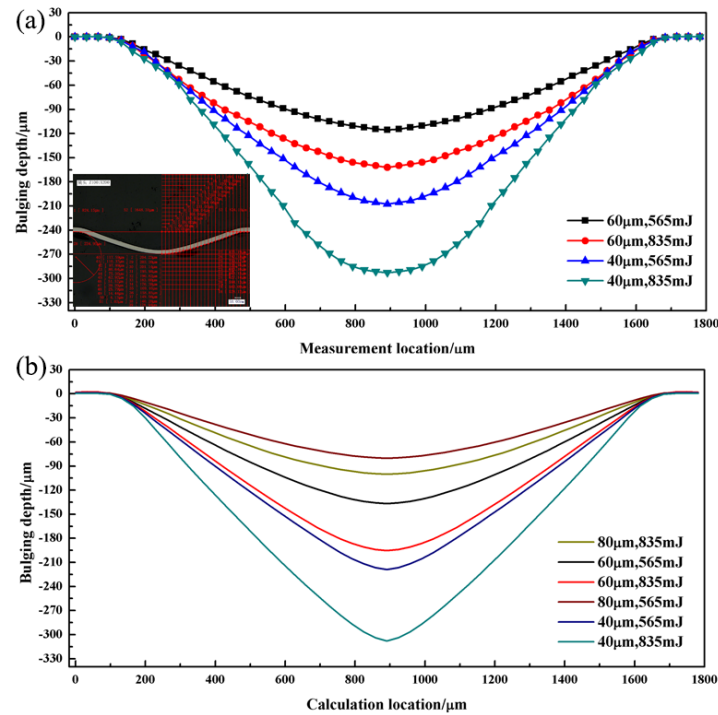 (a)
30
0
-30
-60
-90
-120
-150
-180
-210
-240
-270
-300
-330
Bulging depth/μm
60μm,565mJ
60μm,835mJ
40μm,565mJ
40μm,835mJ
0 200 400 600 800 1000 1200 1400 1600 1800
Measurement location/μm
(b)
30
0
-30
-60
-90
-120
-150
-180
-210
-240
-270
-300
-330
Bulging depth/μm
80μm,835mJ
60μm,565mJ
60μm,835mJ
80μm,565mJ
40μm,565mJ
40μm,835mJ
0 200 400 600 800 1000 1200 1400 1600 1800
Calculation location/μm